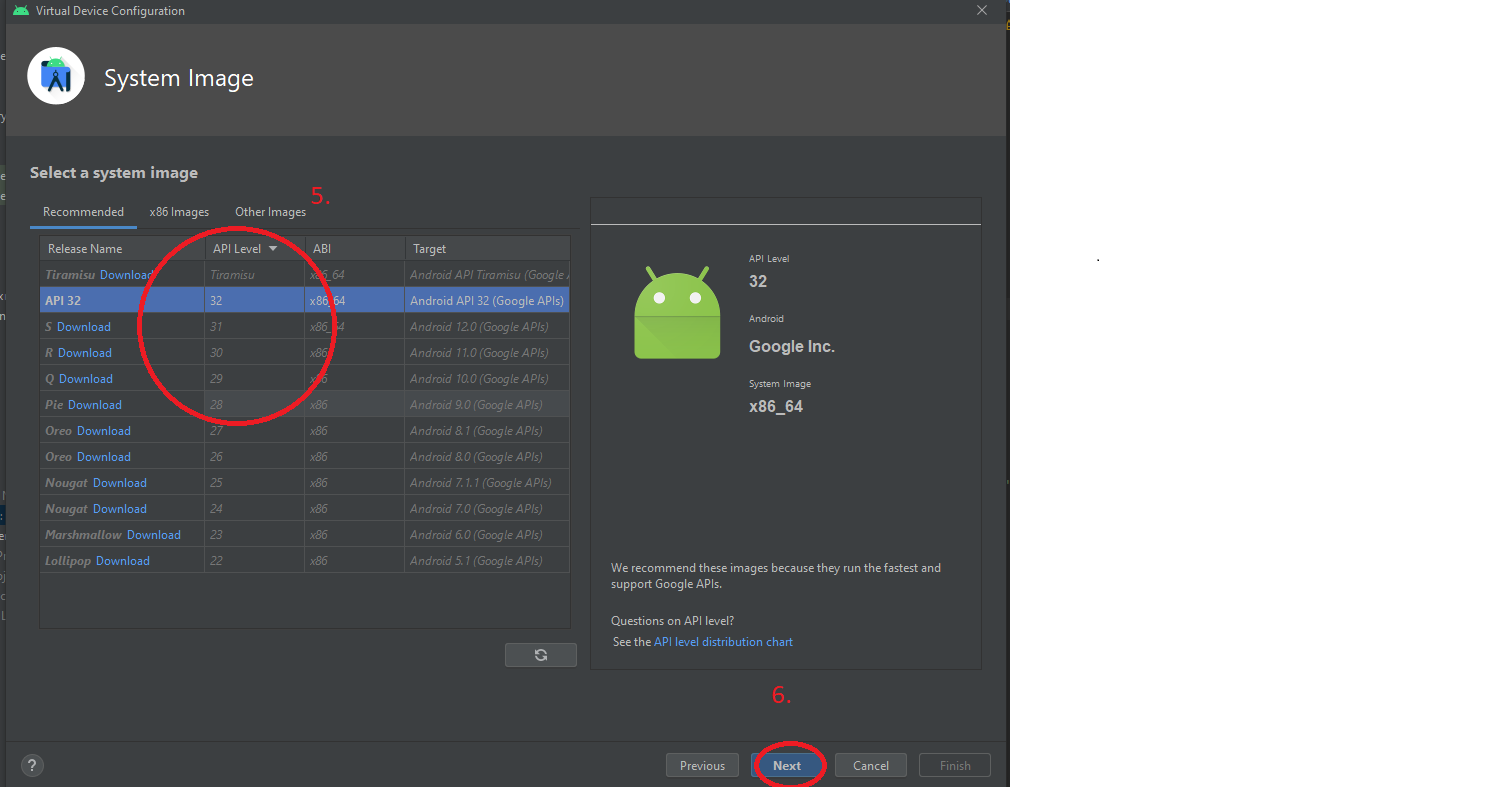 Virtual Device Configuration
System Image
Select a system image
5.
Recommended x86 Images Other Images
Release Name API Level ABI Target
Tiramisu Download Tiramisu x86_64 Android API Tiramisu (Google
API 32 32 x86_64 Android API 32 (Google APIs)
S Download 31 x86_64 Android 12.0 (Google APIs)
R Download 30 x86 Android 11.0 (Google APIs)
Q Download 29 x86 Android 10.0 (Google APIs)
Pie Download 28 x86 Android 9.0 (Google APIs)
Oreo Download 27 x86 Android 8.1 (Google APIs)
Oreo Download 26 x86 Android 8.0 (Google APIs)
Nougat Download 25 x86 Android 7.1.1 (Google APIs)
Nougat Download 24 x86 Android 7.0 (Google APIs)
Marshmallow Download 23 x86 Android 6.0 (Google APIs)
Lollipop Download 22 x86 Android 5.1 (Google APIs)
API Level
32
Android
Google Inc.
System Image
x86_64
We recommend these images because they run the fastest and
support Google APIs.
Questions on API level?
See the API level distribution chart
6.
? Previous Next Cancel Finish